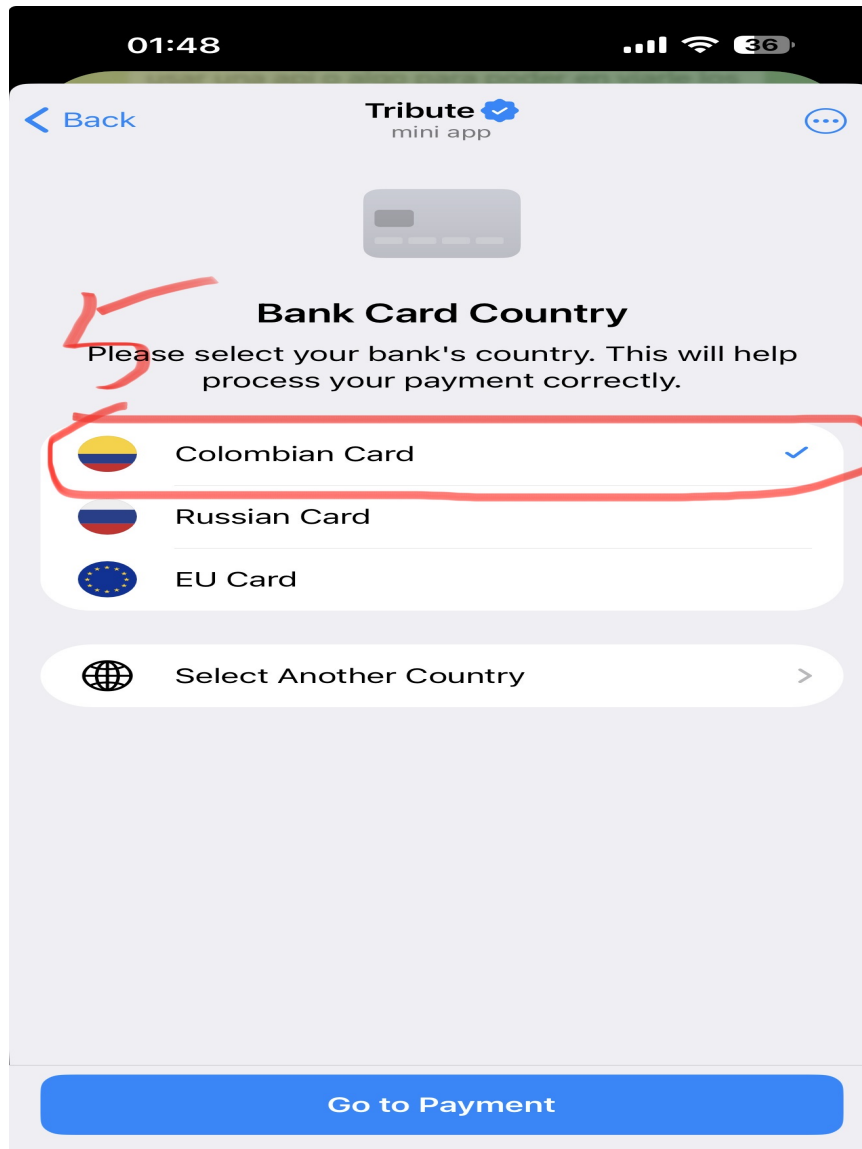 01:48
36
Back
Tribute
mini app
5
Bank Card Country
Please select your bank's country. This will help
process your payment correctly.
Colombian Card
Russian Card
EU Card
Select Another Country
Go to Payment